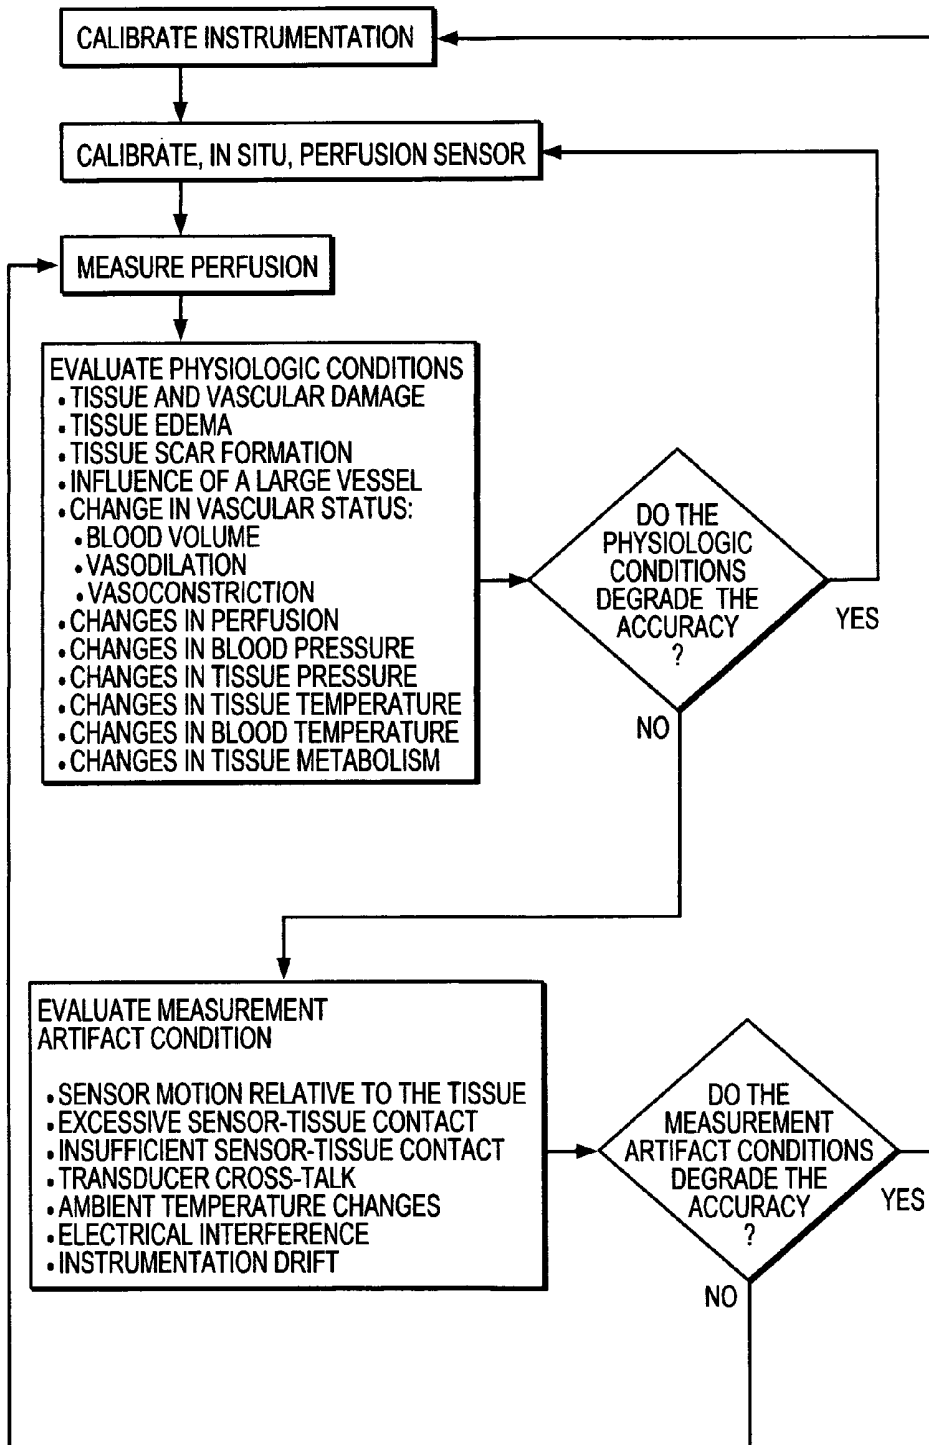 CALIBRATE INSTRUMENTATION
CALIBRATE, IN SITU, PERFUSION SENSOR
MEASURE PERFUSION
EVALUATE PHYSIOLOGIC CONDITIONS
• TISSUE AND VASCULAR DAMAGE
• TISSUE EDEMA
• TISSUE SCAR FORMATION
• INFLUENCE OF A LARGE VESSEL
• CHANGE IN VASCULAR STATUS:
• BLOOD VOLUME
• VASODILATION
• VASOCONSTRICTION
• CHANGES IN PERFUSION
• CHANGES IN BLOOD PRESSURE
• CHANGES IN TISSUE PRESSURE
• CHANGES IN TISSUE TEMPERATURE
• CHANGES IN BLOOD TEMPERATURE
• CHANGES IN TISSUE METABOLISM
DO THE
PHYSIOLOGIC
CONDITIONS
DEGRADE THE
ACCURACY
?
YES
NO
EVALUATE MEASUREMENT
ARTIFACT CONDITION
• SENSOR MOTION RELATIVE TO THE TISSUE
• EXCESSIVE SENSOR-TISSUE CONTACT
• INSUFFICIENT SENSOR-TISSUE CONTACT
• TRANSDUCER CROSS-TALK
• AMBIENT TEMPERATURE CHANGES
• ELECTRICAL INTERFERENCE
• INSTRUMENTATION DRIFT
DO THE
MEASUREMENT
ARTIFACT CONDITIONS
DEGRADE THE
ACCURACY
?
YES
NO